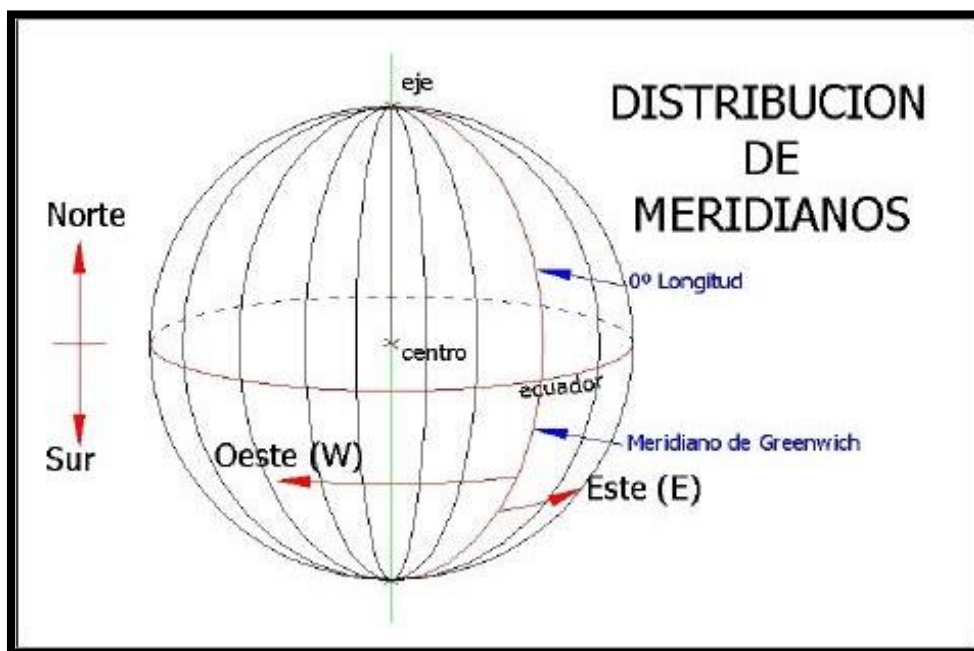 eje
DISTRIBUCION
DE
MERIDIANOS
Norte
0º Longitud
centro
ecuador
Meridiano de Greenwich
Sur
Oeste (W)
Este (E)